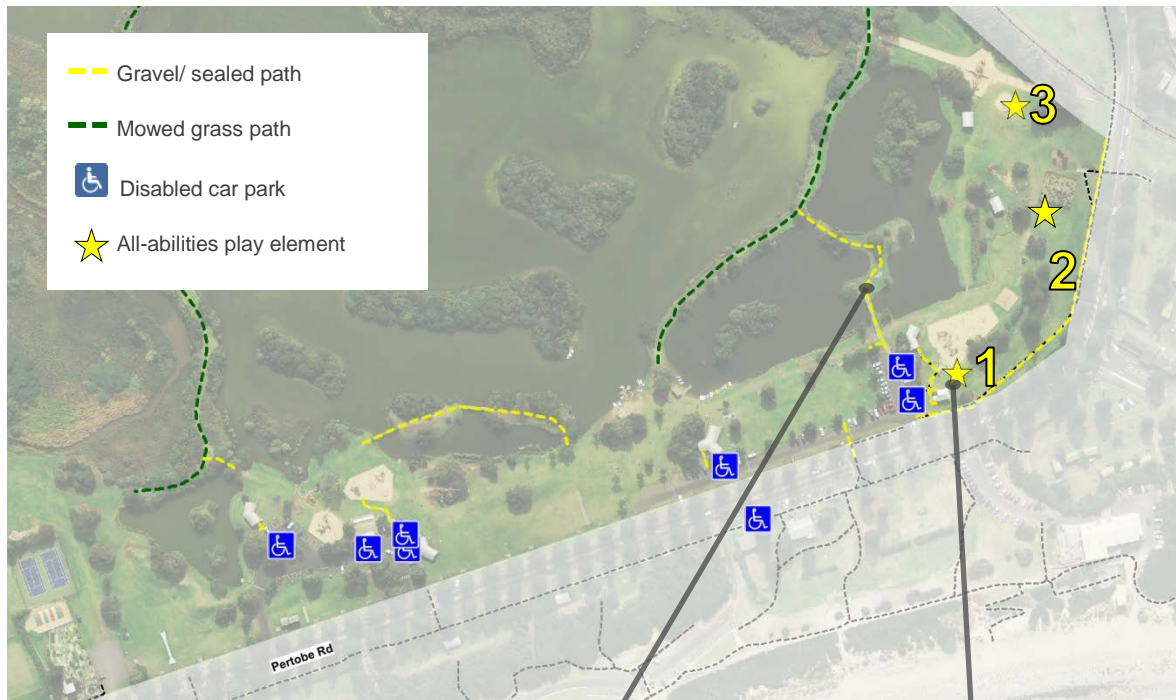 Gravel/ sealed path
Mowed grass path
Disabled car park
All-abilities play element
3
2
1
Pertobe Rd